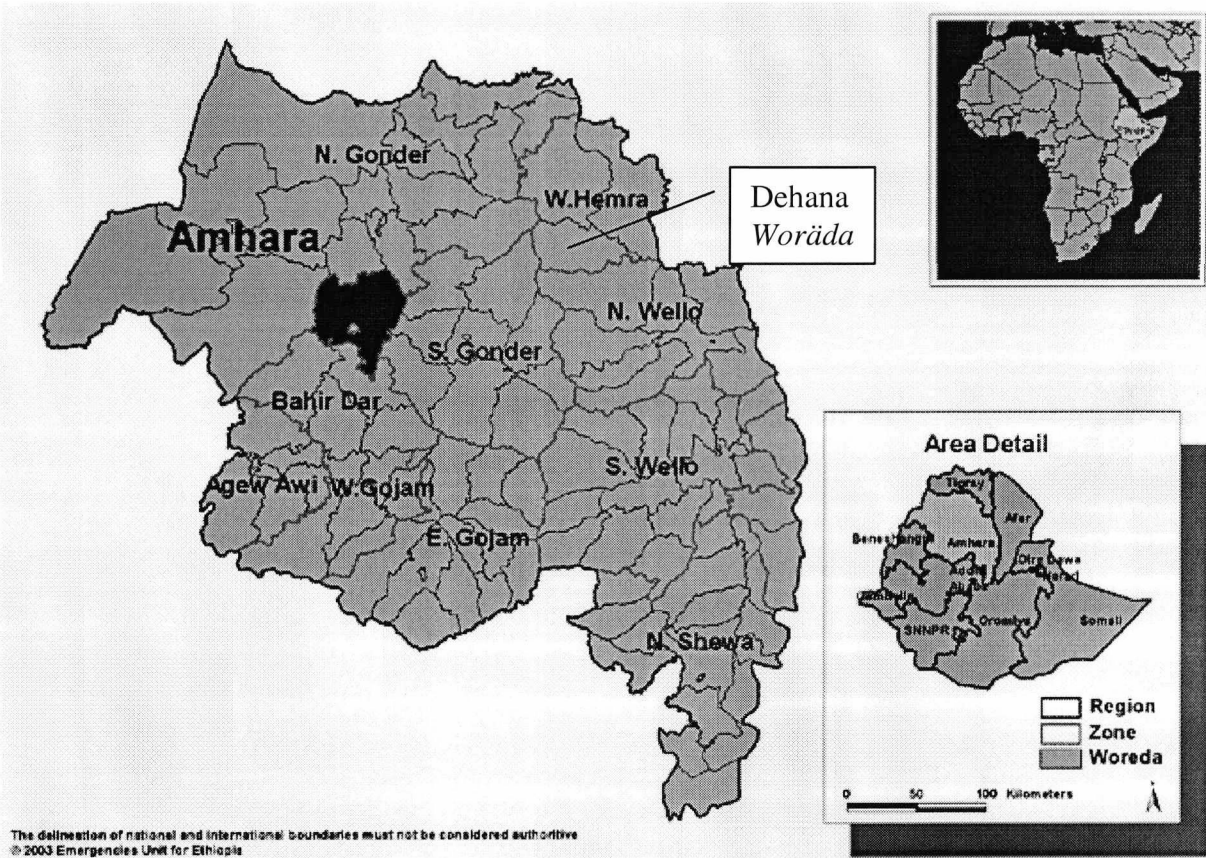 N. Gonder
W.Hemra
Dehana
Woräda
Amhara
N. Wello
S. Gonder
Bahir Dar
S. Wello
Agew Awi
W.Gojam
E. Gojam
N. Shewa
Area Detail
Tigray
Afar
Amhara
Addis
Somali
SNNPR
Region
Zone
Woreda
0 50 100 Kilometers
The delineation of national and international boundaries must not be considered authoritive
© 2003 Emergencies Unit for Ethiopia